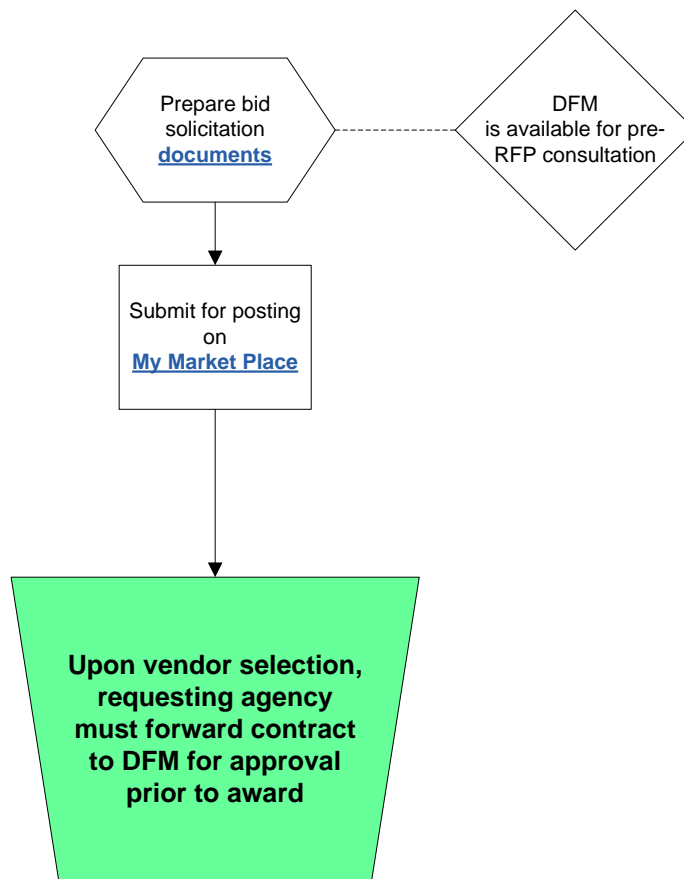 Prepare bid
solicitation
documents
DFM
is available for pre-
RFP consultation
Submit for posting
on
My Market Place
Upon vendor selection,
requesting agency
must forward contract
to DFM for approval
prior to award